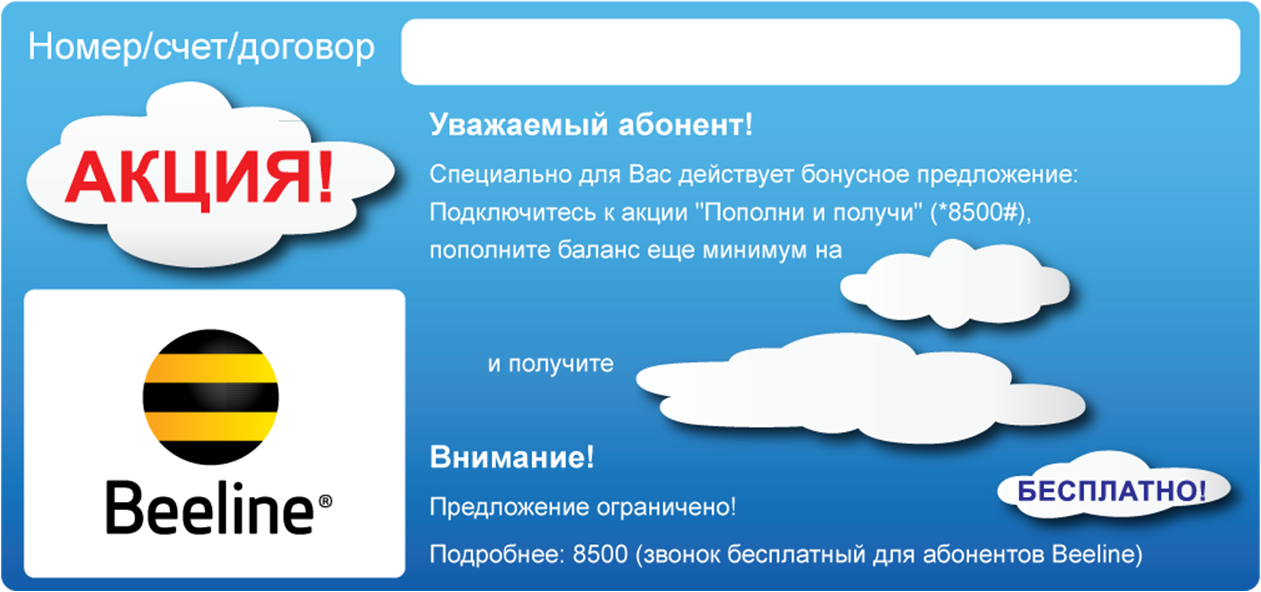 Номер/счет/договор
АКЦИЯ!
Уважаемый абонент!
Специально для Вас действует бонусное предложение:
Подключитесь к акции "Пополни и получи" (*8500#),
пополните баланс еще минимум на
и получите
Beeline®
Внимание!
Предложение ограничено!
БЕСПЛАТНО!
Подробнее: 8500 (звонок бесплатный для абонентов Beeline)